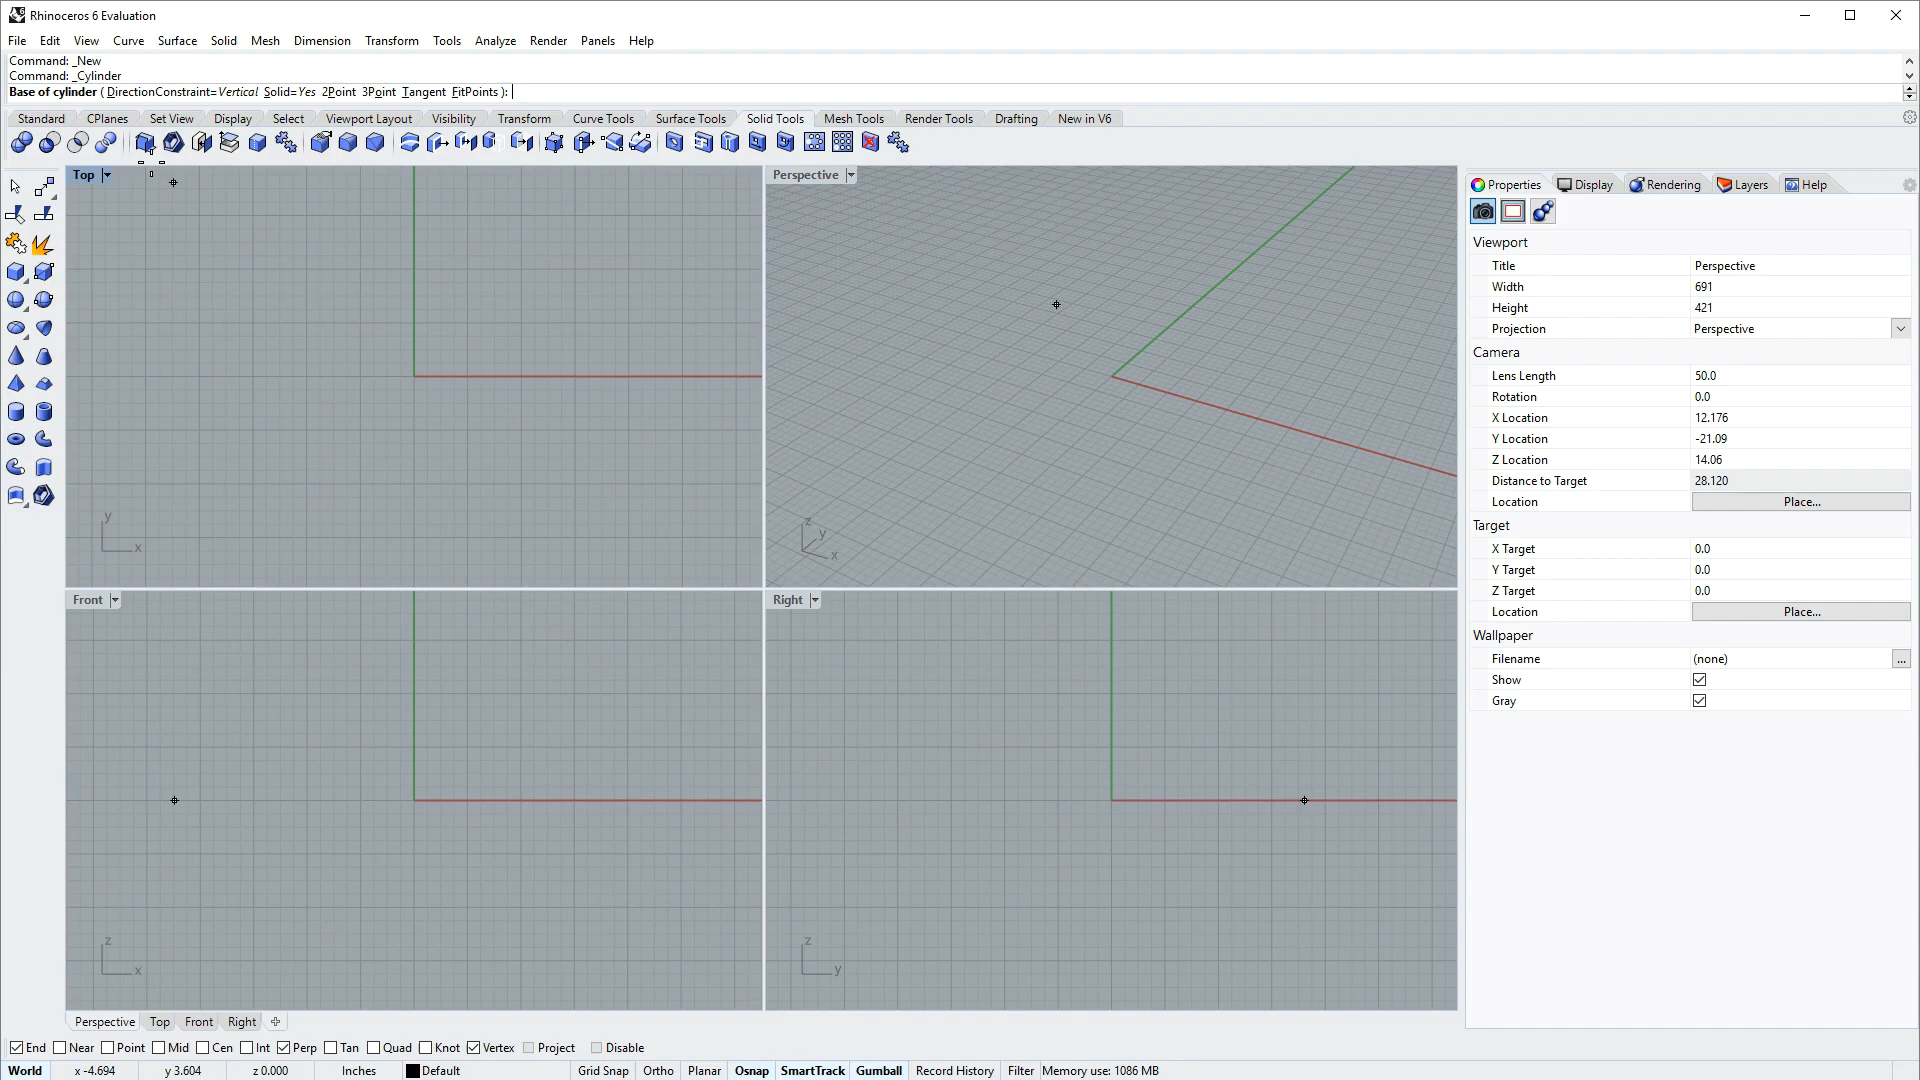 Rhinoceros 6 Evaluation
File Edit View Curve Surface Solid Mesh Dimension Transform Tools Analyze Render Panels Help
Command: _New
Command: _Cylinder
Base of cylinder ( DirectionConstraint=Vertical Solid=Yes 2Point 3Point Tangent FitPoints ):
Standard CPlanes Set View Display Select Viewport Layout Visibility Transform Curve Tools Surface Tools Solid Tools Mesh Tools Render Tools Drafting New in V6
Top
Perspective
Front
Right
y
x
z
y
x
z
x
z
y
Properties Display Rendering Layers Help
Viewport
Title Perspective
Width 691
Height 421
Projection Perspective
Camera
Lens Length 50.0
Rotation 0.0
X Location 12.176
Y Location -21.09
Z Location 14.06
Distance to Target 28.120
Location Place...
Target
X Target 0.0
Y Target 0.0
Z Target 0.0
Location Place...
Wallpaper
Filename (none) ...
Show
Gray
Perspective Top Front Right
End Near Point Mid Cen Int Perp Tan Quad Knot Vertex Project Disable
World x -4.694 y 3.604 z 0.000 Inches Default Grid Snap Ortho Planar Osnap SmartTrack Gumball Record History Filter Memory use: 1086 MB